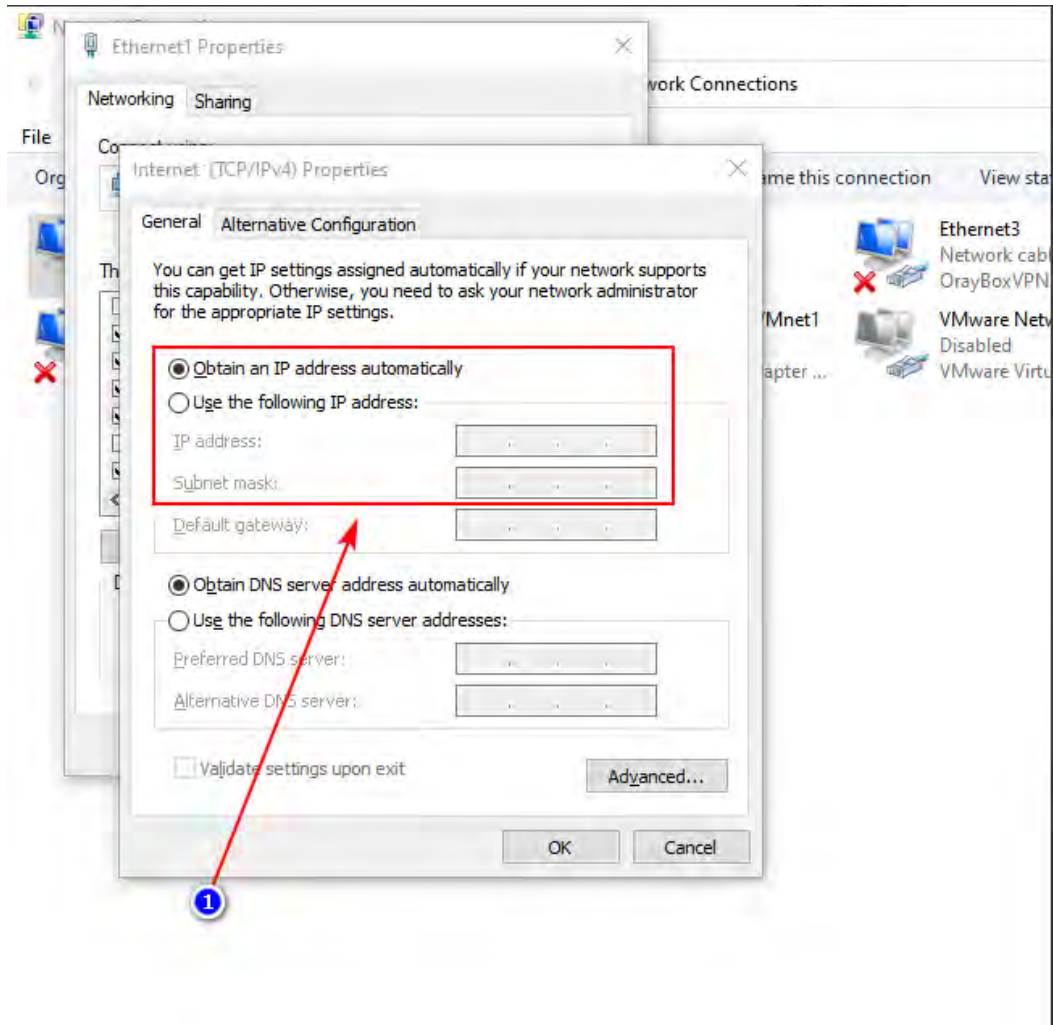 N
Ethernet1 Properties
work Connections
Networking Sharing
File
Org
ame this connection View sta
Internet (TCP/IPv4) Properties
General Alternative Configuration
You can get IP settings assigned automatically if your network supports
this capability. Otherwise, you need to ask your network administrator
for the appropriate IP settings.
Th
Obtain an IP address automatically
Use the following IP address:
IP address:
Subnet mask:
Default gateway:
Obtain DNS server address automatically
Use the following DNS server addresses:
Preferred DNS server:
Alternative DNS server:
Validate settings upon exit
Advanced...
OK Cancel
Ethernet3
Network cabl
OrayBoxVPN
VMnet1
apter ...
VMware Netw
Disabled
VMware Virtu
1